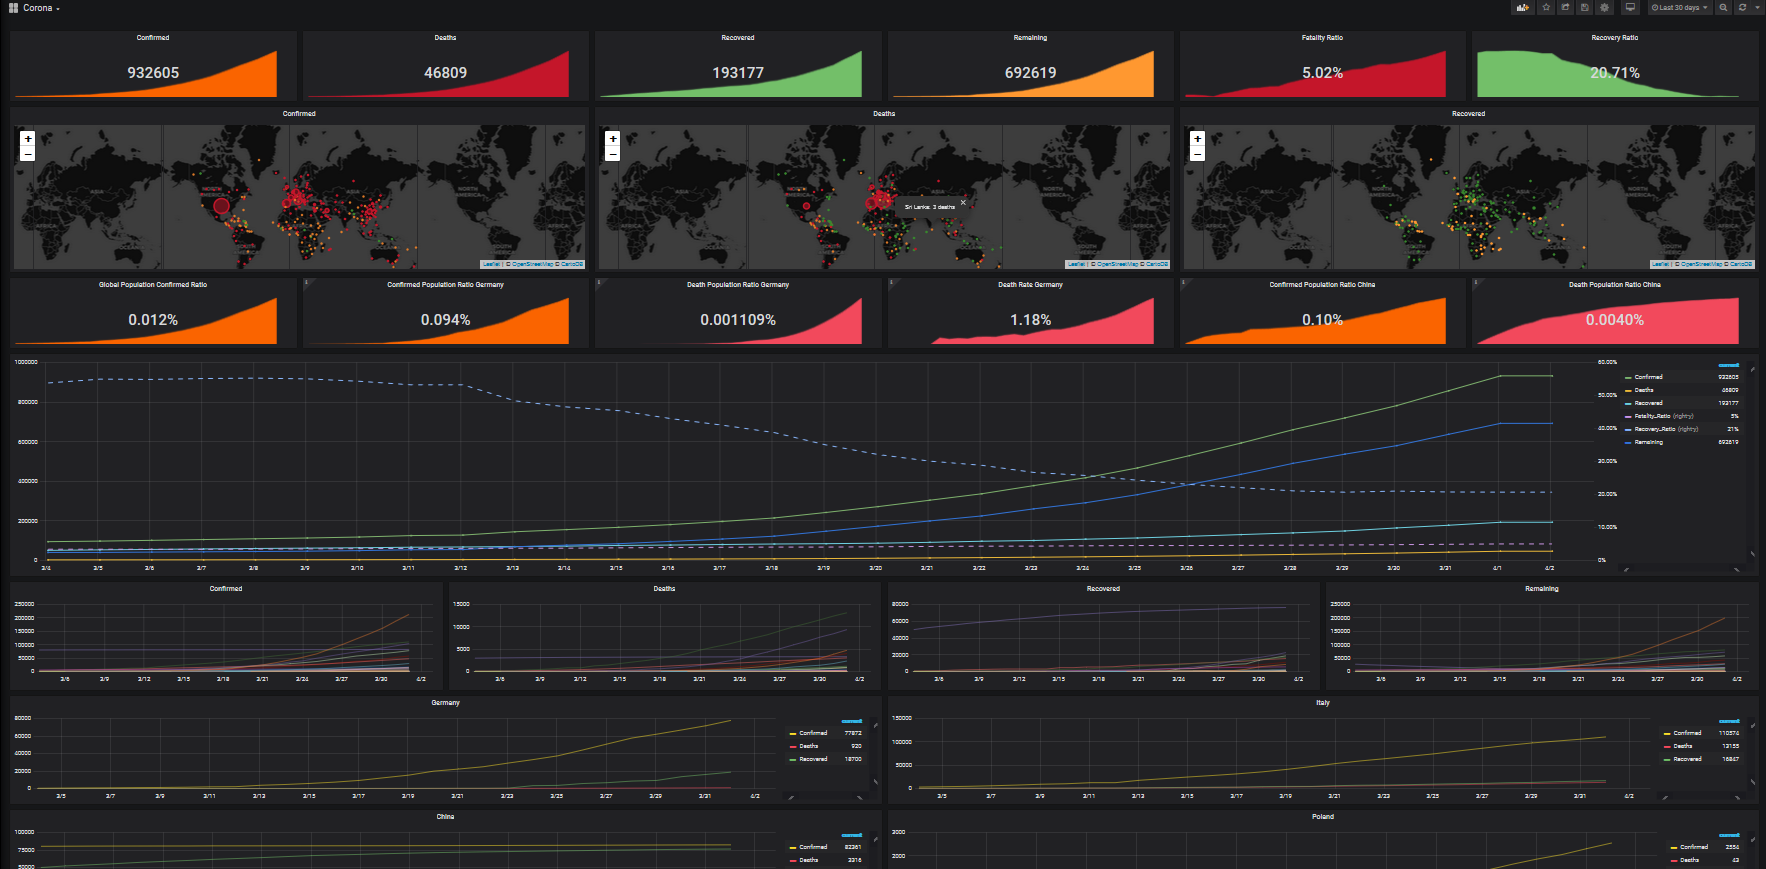 Corona
Last 30 days
Confirmed
932605
Deaths
46809
Recovered
193177
Remaining
692619
Fatality Ratio
5.02%
Recovery Ratio
20.71%
Confirmed
+
−
NORTH AMERICA
ASIA
Leaflet | © OpenStreetMap © CartoDB
Deaths
+
−
Sri Lanka: 3 deaths
Leaflet | © OpenStreetMap © CartoDB
Recovered
+
−
Leaflet | © OpenStreetMap © CartoDB
Global Population Confirmed Ratio
0.012%
Confirmed Population Ratio Germany
0.094%
Death Population Ratio Germany
0.001109%
Death Rate Germany
1.18%
Confirmed Population Ratio China
0.10%
Death Population Ratio China
0.0040%
1000000
800000
600000
400000
200000
0
60.00%
50.00%
40.00%
30.00%
20.00%
10.00%
0%
3/4 3/5 3/6 3/7 3/8 3/9 3/10 3/11 3/12 3/13 3/14 3/15 3/16 3/17 3/18 3/19 3/20 3/21 3/22 3/23 3/24 3/25 3/26 3/27 3/28 3/29 3/30 3/31 4/1 4/2
current
Confirmed 932605
Deaths 46809
Recovered 193177
Fatality_Ratio (right-y) 5%
Recovery_Ratio (right-y) 21%
Remaining 692619
Confirmed
250000
200000
150000
100000
50000
0
3/6 3/9 3/12 3/15 3/18 3/21 3/24 3/27 3/30 4/2
Deaths
15000
10000
5000
0
3/6 3/9 3/12 3/15 3/18 3/21 3/24 3/27 3/30 4/2
Recovered
80000
60000
40000
20000
0
3/6 3/9 3/12 3/15 3/18 3/21 3/24 3/27 3/30 4/2
Remaining
250000
200000
150000
100000
50000
0
3/6 3/9 3/12 3/15 3/18 3/21 3/24 3/27 3/30 4/2
Germany
80000
60000
40000
20000
0
3/5 3/7 3/9 3/11 3/13 3/15 3/17 3/19 3/21 3/23 3/25 3/27 3/29 3/31 4/2
current
Confirmed 77872
Deaths 920
Recovered 18700
Italy
150000
100000
50000
0
3/5 3/7 3/9 3/11 3/13 3/15 3/17 3/19 3/21 3/23 3/25 3/27 3/29 3/31 4/2
current
Confirmed 110574
Deaths 13155
Recovered 16847
China
100000
75000
50000
current
Confirmed 82361
Deaths 3316
Poland
3000
2000
current
Confirmed 2554
Deaths 43